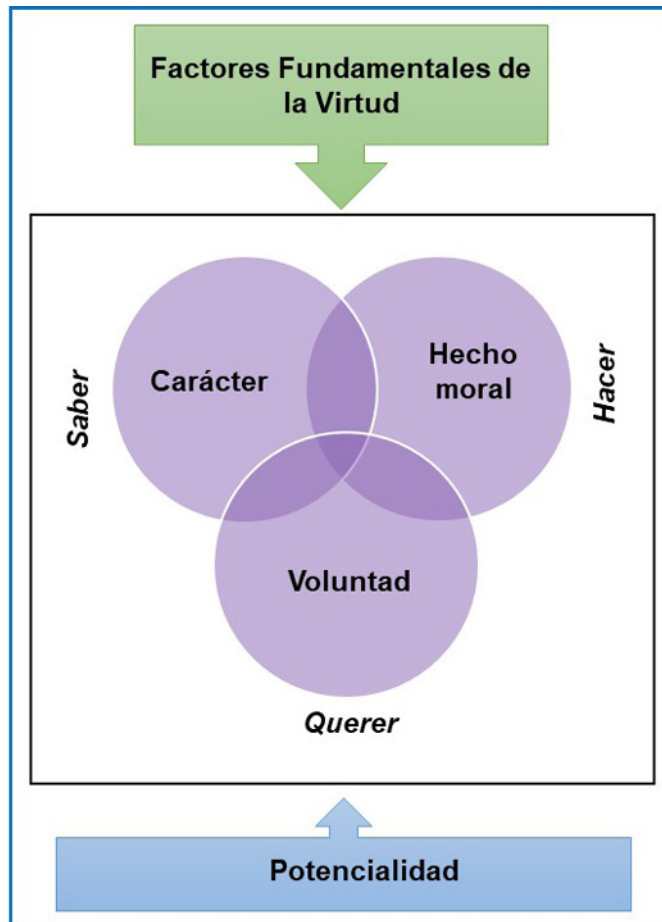 Factores Fundamentales de
la Virtud
Saber
Carácter
Hecho
moral
Hacer
Voluntad
Querer
Potencialidad